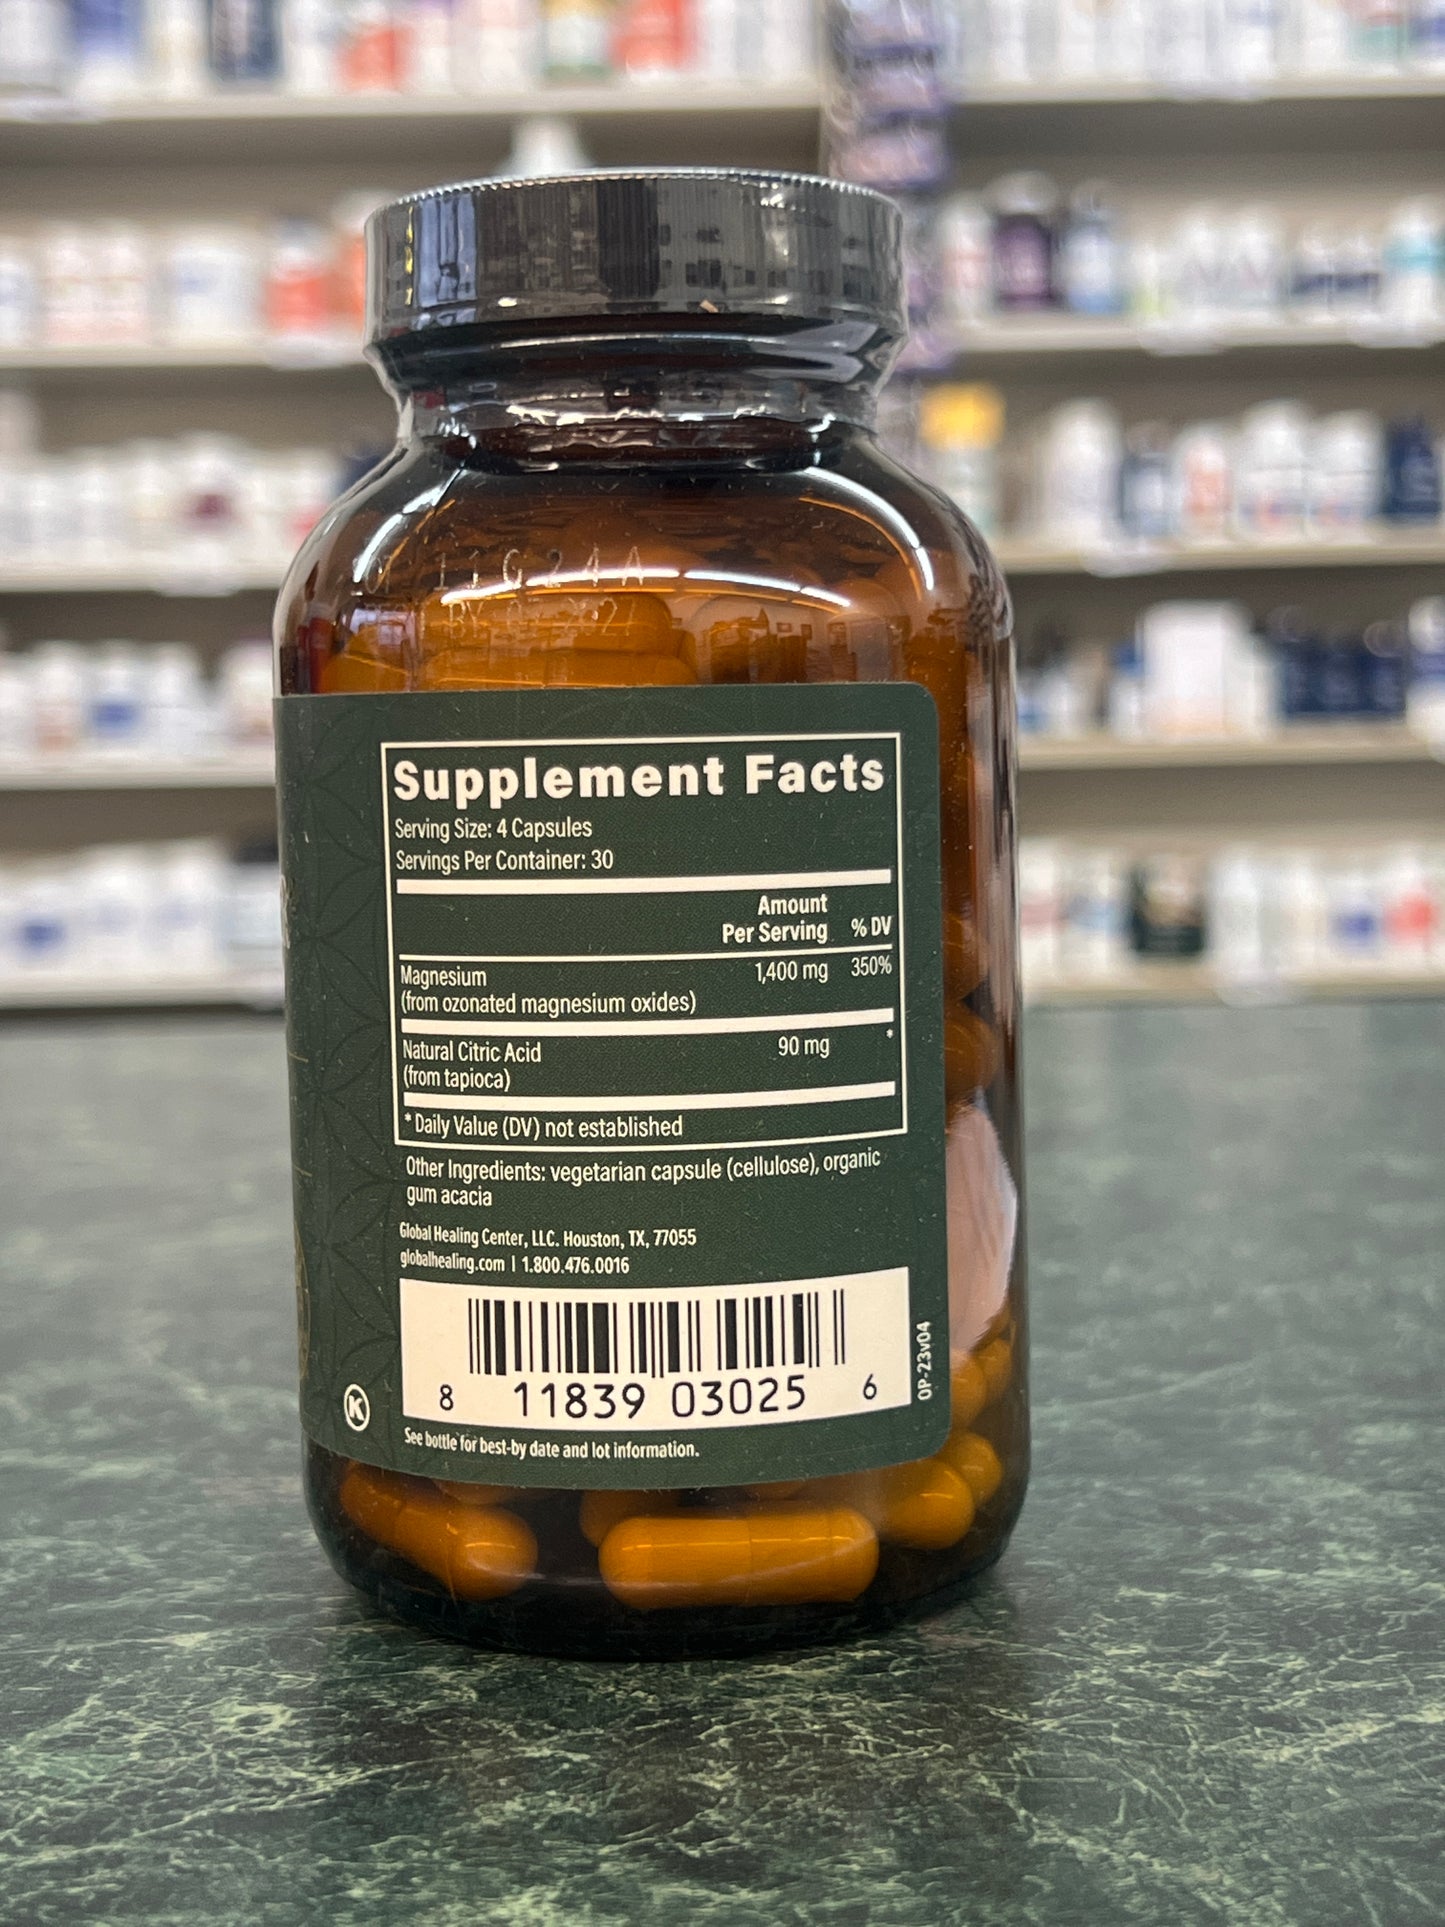 11G24A
Supplement Facts
Serving Size: 4 Capsules
Servings Per Container: 30
Amount
Per Serving % DV
Magnesium 1,400 mg 350%
(from ozonated magnesium oxides)
Natural Citric Acid 90 mg *
(from tapioca)
* Daily Value (DV) not established
Other Ingredients: vegetarian capsule (cellulose), organic
gum acacia
Global Healing Center, LLC. Houston, TX, 77055
globalhealing.com | 1.800.476.0016
8 11839 03025 6
OP-23v04
K
See bottle for best-by date and lot information.